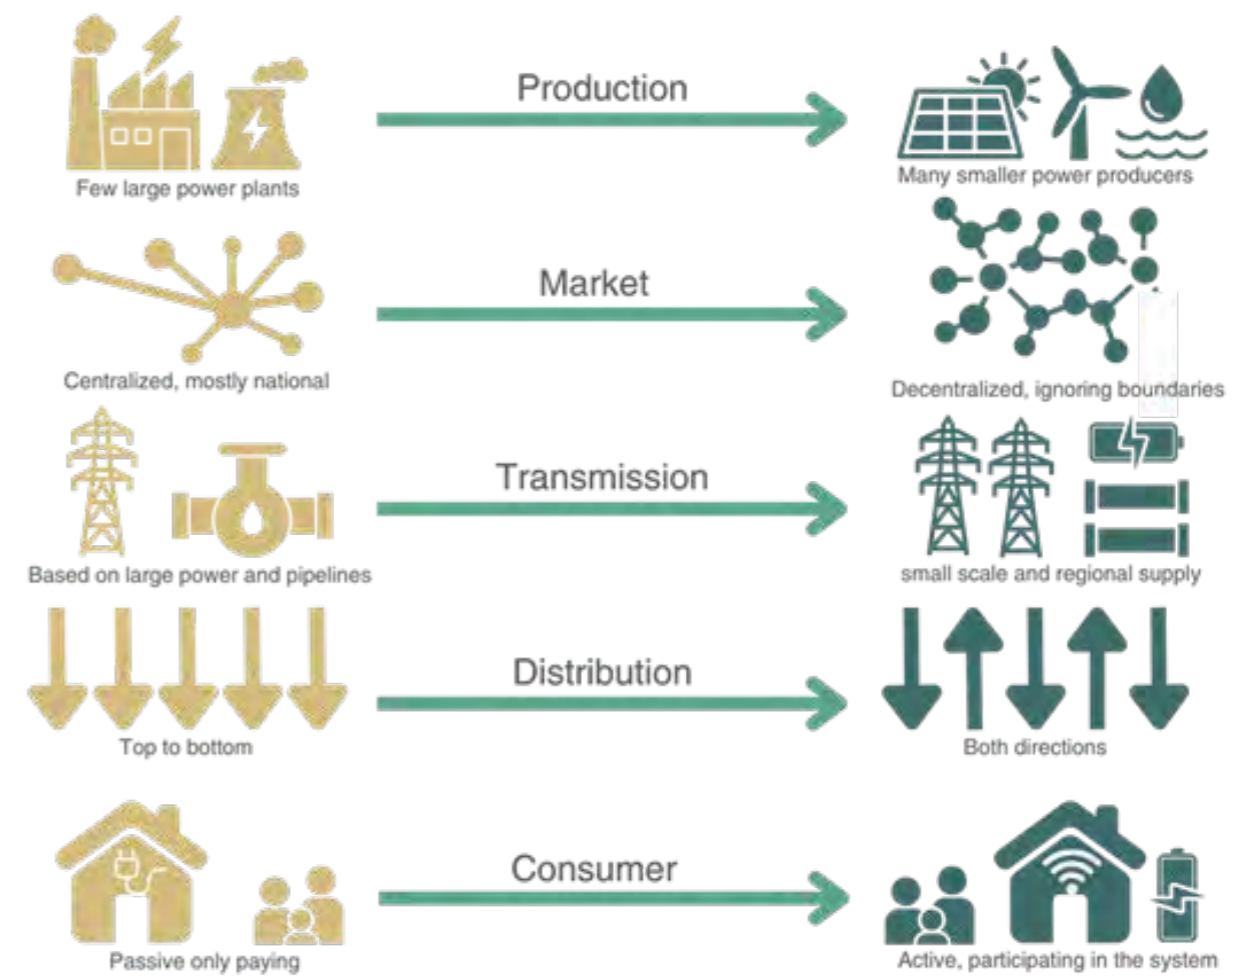 Production
Few large power plants
Many smaller power producers
Market
Centralized, mostly national
Decentralized, ignoring boundaries
Transmission
Based on large power and pipelines
small scale and regional supply
Distribution
Top to bottom
Both directions
Consumer
Passive only paying
Active, participating in the system